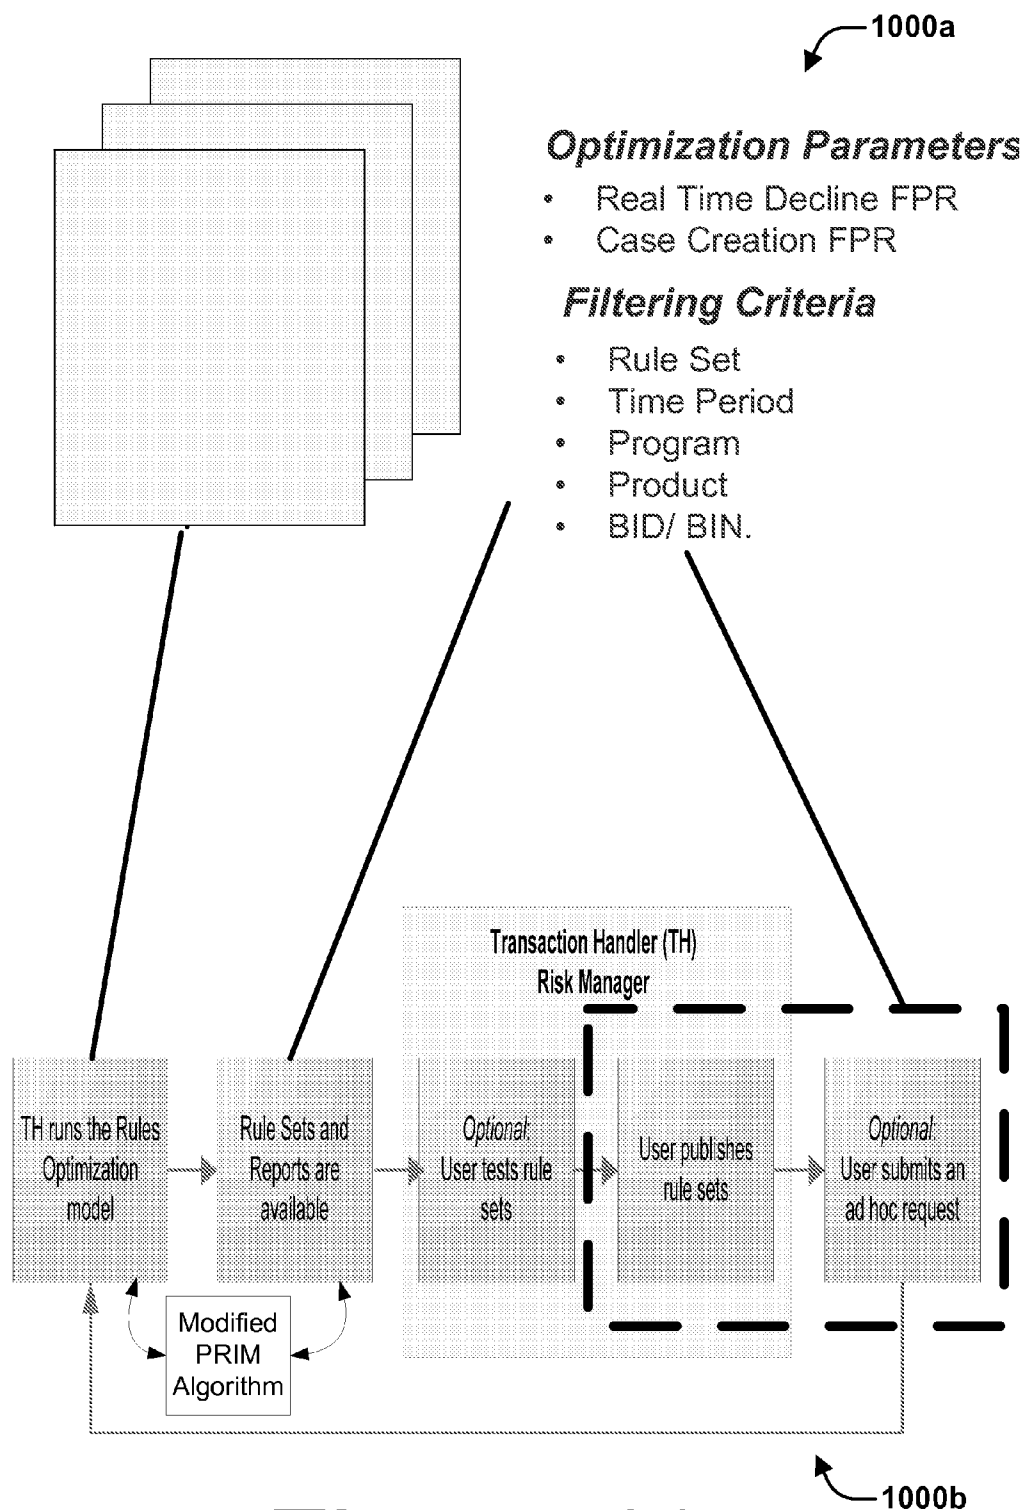 1000a
Optimization Parameters
• Real Time Decline FPR
• Case Creation FPR
Filtering Criteria
• Rule Set
• Time Period
• Program
• Product
• BID/ BIN.
Transaction Handler (TH)
Risk Manager
TH runs the Rules
Optimization
model
Rule Sets and
Reports are
available
Optional:
User tests rule
sets
User publishes
rule sets
Optional:
User submits an
ad hoc request
Modified
PRIM
Algorithm
1000b